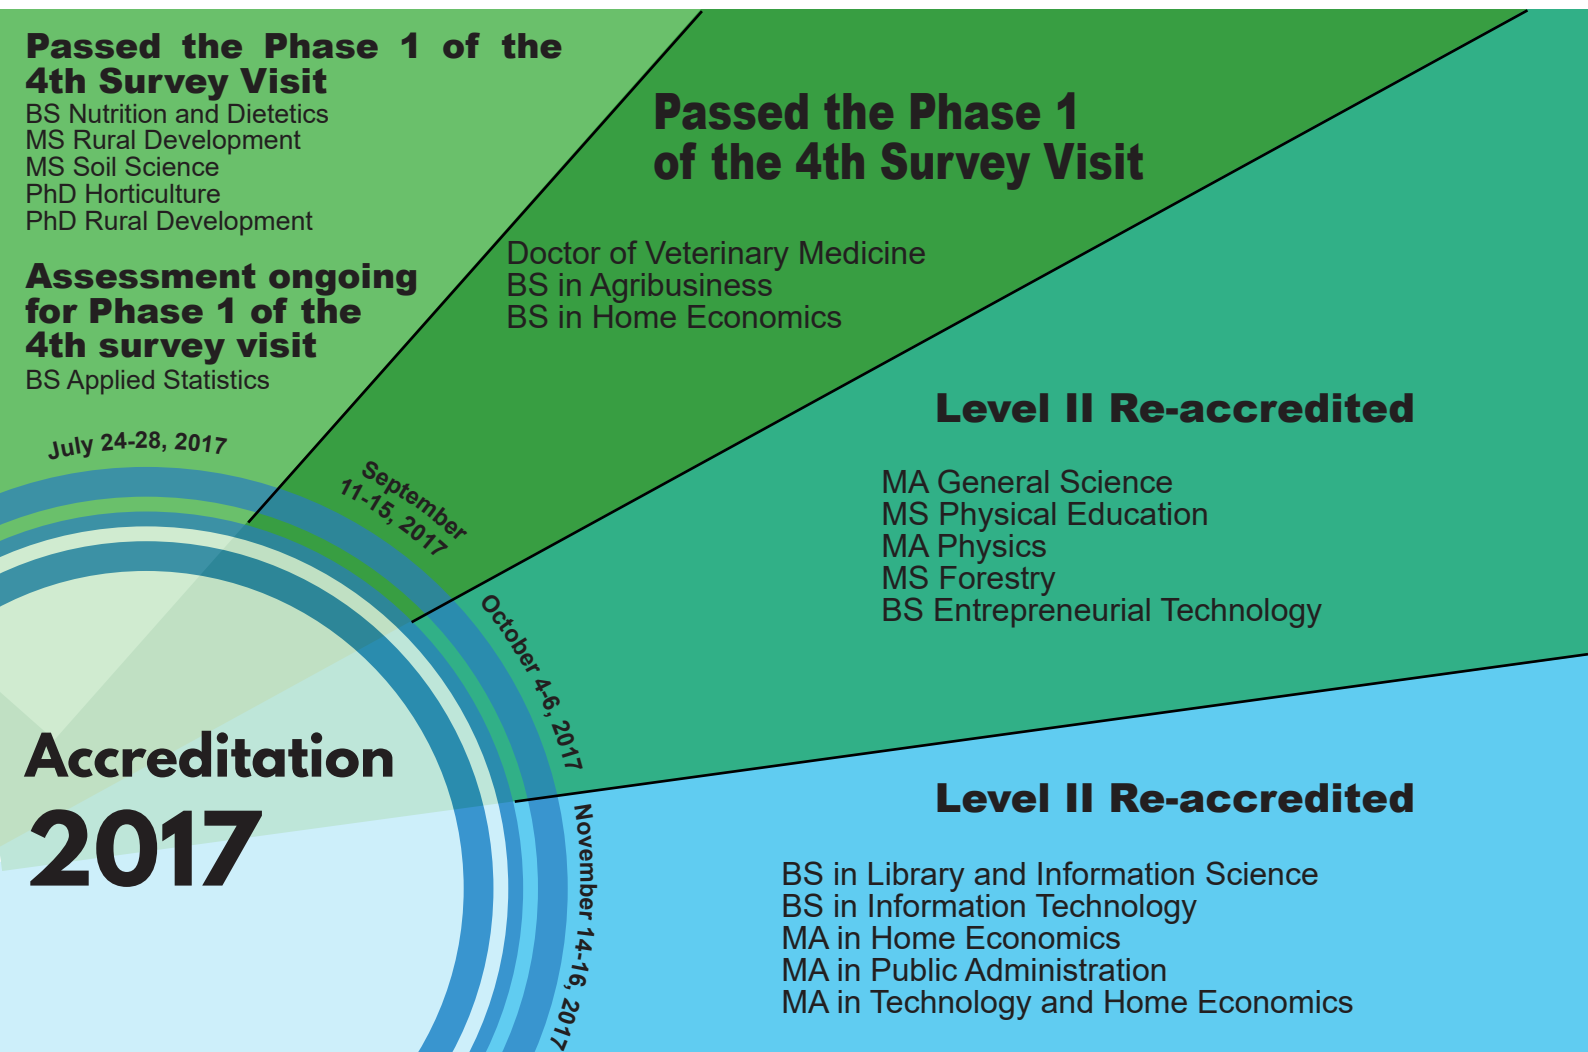 Passed the Phase 1 of the
4th Survey Visit
BS Nutrition and Dietetics
MS Rural Development
MS Soil Science
PhD Horticulture
PhD Rural Development
Assessment ongoing
for Phase 1 of the
4th survey visit
BS Applied Statistics
July 24-28, 2017
Passed the Phase 1
of the 4th Survey Visit
Doctor of Veterinary Medicine
BS in Agribusiness
BS in Home Economics
September
11-15, 2017
Level II Re-accredited
MA General Science
MS Physical Education
MA Physics
MS Forestry
BS Entrepreneurial Technology
October 4-6, 2017
Level II Re-accredited
BS in Library and Information Science
BS in Information Technology
MA in Home Economics
MA in Public Administration
MA in Technology and Home Economics
November 14-16, 2017
Accreditation
2017